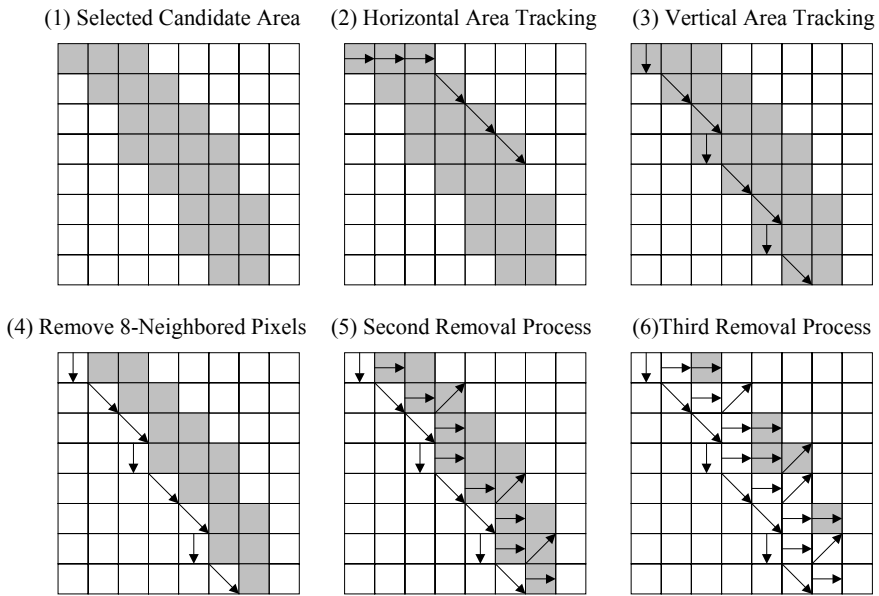 (1) Selected Candidate Area
(2) Horizontal Area Tracking
(3) Vertical Area Tracking
(4) Remove 8-Neighbored Pixels
(5) Second Removal Process
(6)Third Removal Process